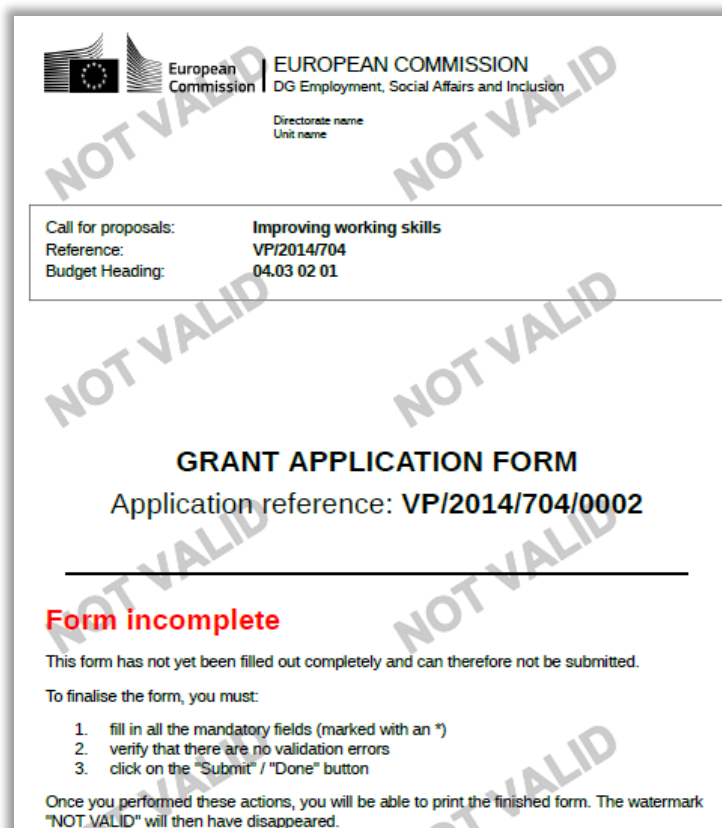 European
Commission
EUROPEAN COMMISSION
DG Employment, Social Affairs and Inclusion
Directorate name
Unit name
NOT VALID
NOT VALID
Call for proposals: Improving working skills
Reference: VP/2014/704
Budget Heading: 04.03 02 01
NOT VALID
NOT VALID
GRANT APPLICATION FORM
Application reference: VP/2014/704/0002
NOT VALID
NOT VALID
Form incomplete
This form has not yet been filled out completely and can therefore not be submitted.
To finalise the form, you must:
1. fill in all the mandatory fields (marked with an *)
2. verify that there are no validation errors
3. click on the "Submit" / "Done" button
Once you performed these actions, you will be able to print the finished form. The watermark
"NOT VALID" will then have disappeared.
NOT VALID
NOT VALID